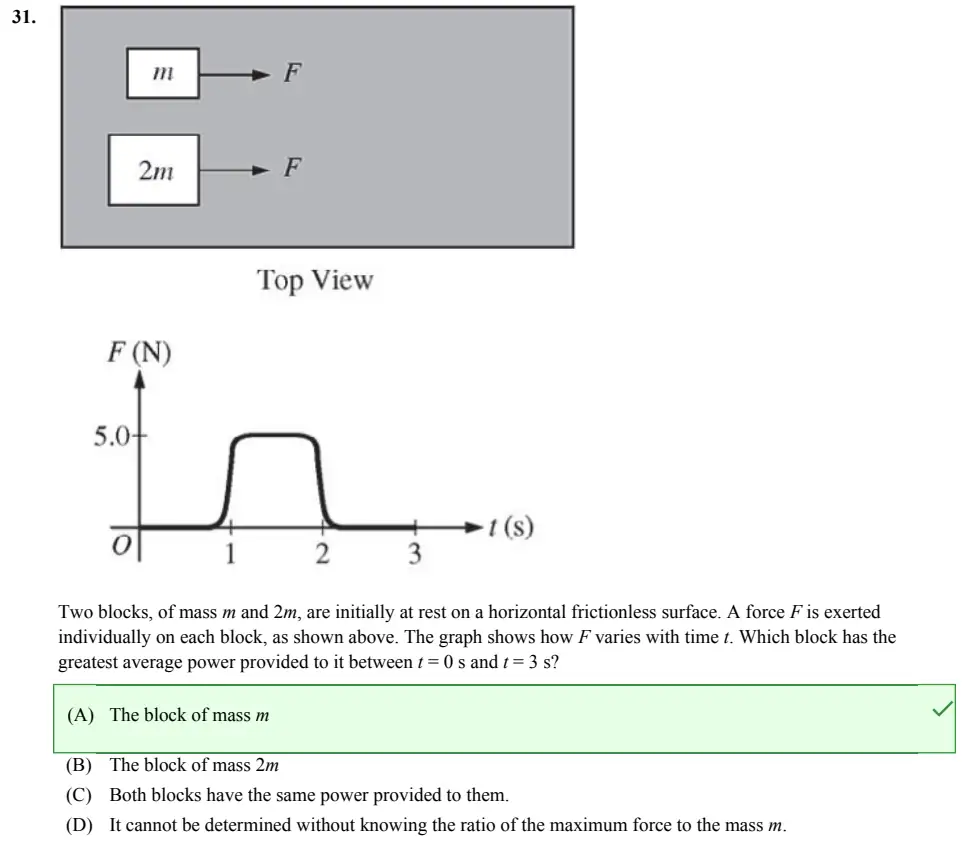 31.
m
F
2m
F
Top View
F (N)
5.0
O
1
2
3
t (s)
Two blocks, of mass m and 2m, are initially at rest on a horizontal frictionless surface. A force F is exerted
individually on each block, as shown above. The graph shows how F varies with time t. Which block has the
greatest average power provided to it between t = 0 s and t = 3 s?
(A) The block of mass m
(B) The block of mass 2m
(C) Both blocks have the same power provided to them.
(D) It cannot be determined without knowing the ratio of the maximum force to the mass m.